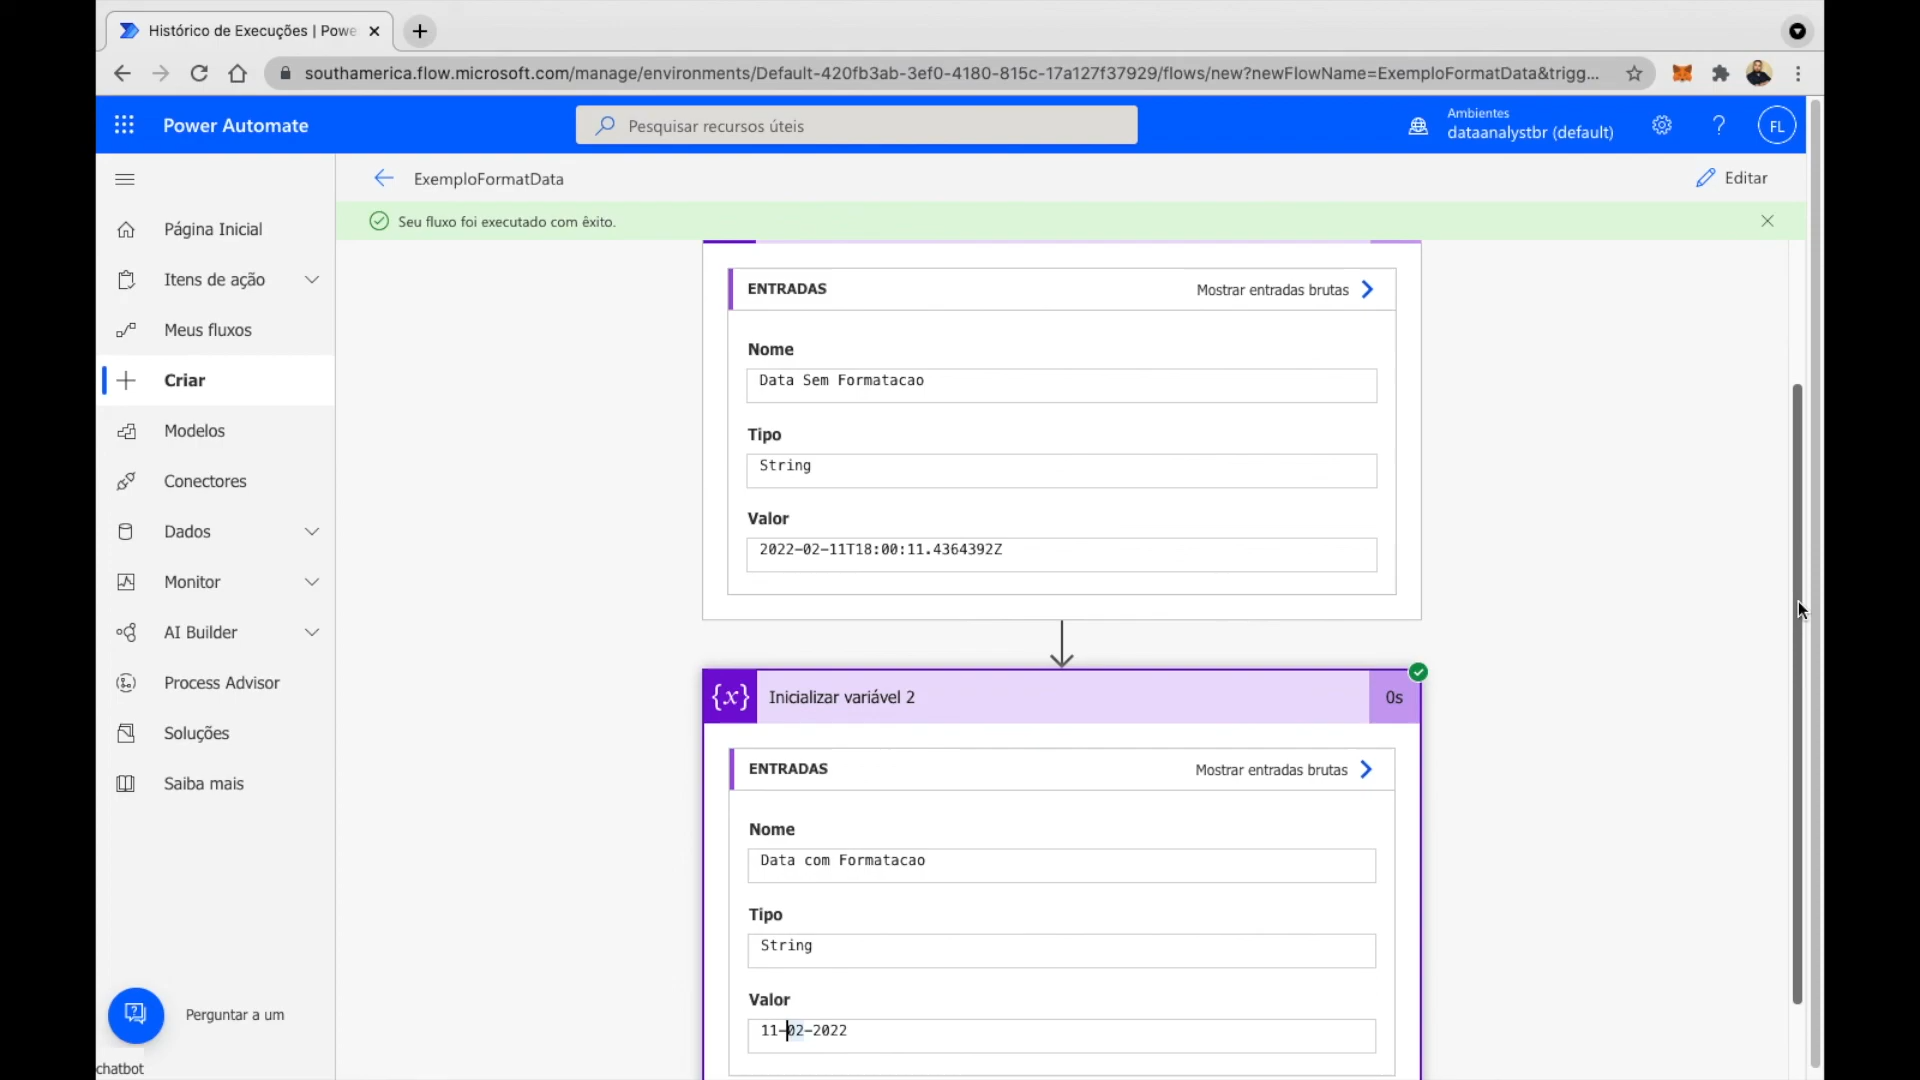 Histórico de Execuções | Powe
southamerica.flow.microsoft.com/manage/environments/Default-420fb3ab-3ef0-4180-815c-17a127f37929/flows/new?newFlowName=ExemploFormatData&trigg...
Power Automate
Pesquisar recursos úteis
Ambientes
dataanalystbr (default)
?
FL
ExemploFormatData
Editar
Seu fluxo foi executado com êxito.
Página Inicial
Itens de ação
Meus fluxos
Criar
Modelos
Conectores
Dados
Monitor
AI Builder
Process Advisor
Soluções
Saiba mais
Perguntar a um
chatbot
ENTRADAS
Mostrar entradas brutas
Nome
Data Sem Formatacao
Tipo
String
Valor
2022-02-11T18:00:11.4364392Z
{x}
Inicializar variável 2
0s
ENTRADAS
Mostrar entradas brutas
Nome
Data com Formatacao
Tipo
String
Valor
11-02-2022